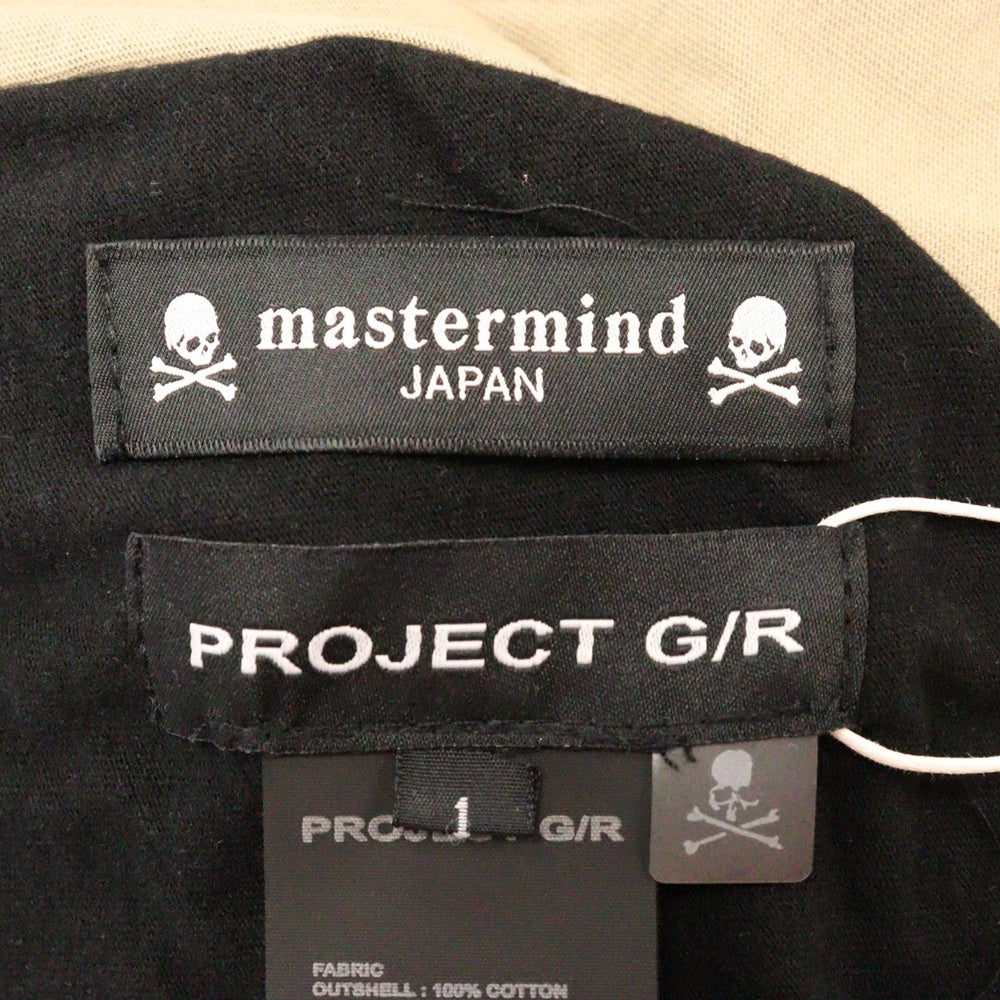 mastermind
JAPAN
PROJECT G/R
1
G/R
FABRIC
OUTSHELL : 100% COTTON